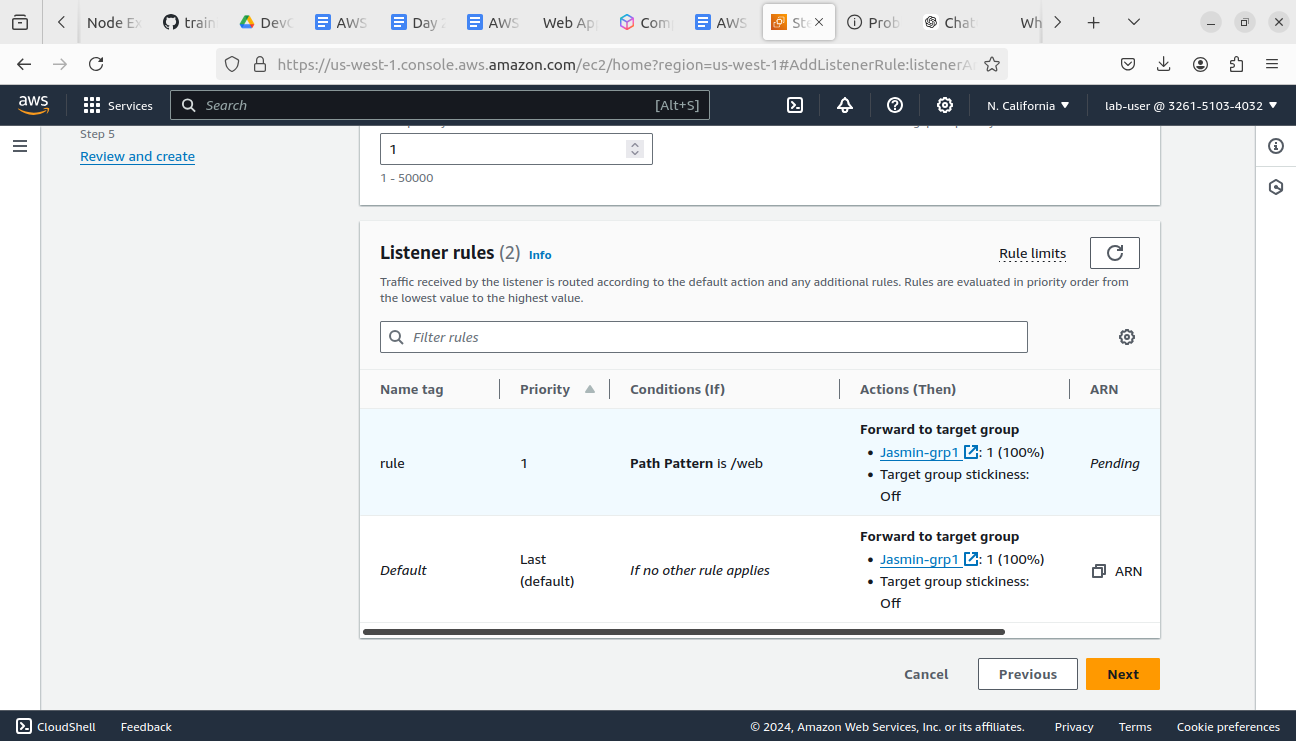 Node Ex
train
DevO
AWS
Day 2
AWS
Web App
Com
AWS
Ste
Prob
Chat
Wh
https://us-west-1.console.aws.amazon.com/ec2/home?region=us-west-1#AddListenerRule:listenerA
aws
Services
Search
[Alt+S]
N. California
lab-user @ 3261-5103-4032
Step 5
Review and create
1
1 - 50000
Listener rules (2) Info
Rule limits
Traffic received by the listener is routed according to the default action and any additional rules. Rules are evaluated in priority order from
the lowest value to the highest value.
Filter rules
Name tag
Priority
Conditions (If)
Actions (Then)
ARN
rule
1
Path Pattern is /web
Forward to target group
• Jasmin-grp1 : 1 (100%)
• Target group stickiness:
Off
Pending
Default
Last
(default)
If no other rule applies
Forward to target group
• Jasmin-grp1 : 1 (100%)
• Target group stickiness:
Off
ARN
Cancel
Previous
Next
CloudShell
Feedback
© 2024, Amazon Web Services, Inc. or its affiliates.
Privacy
Terms
Cookie preferences